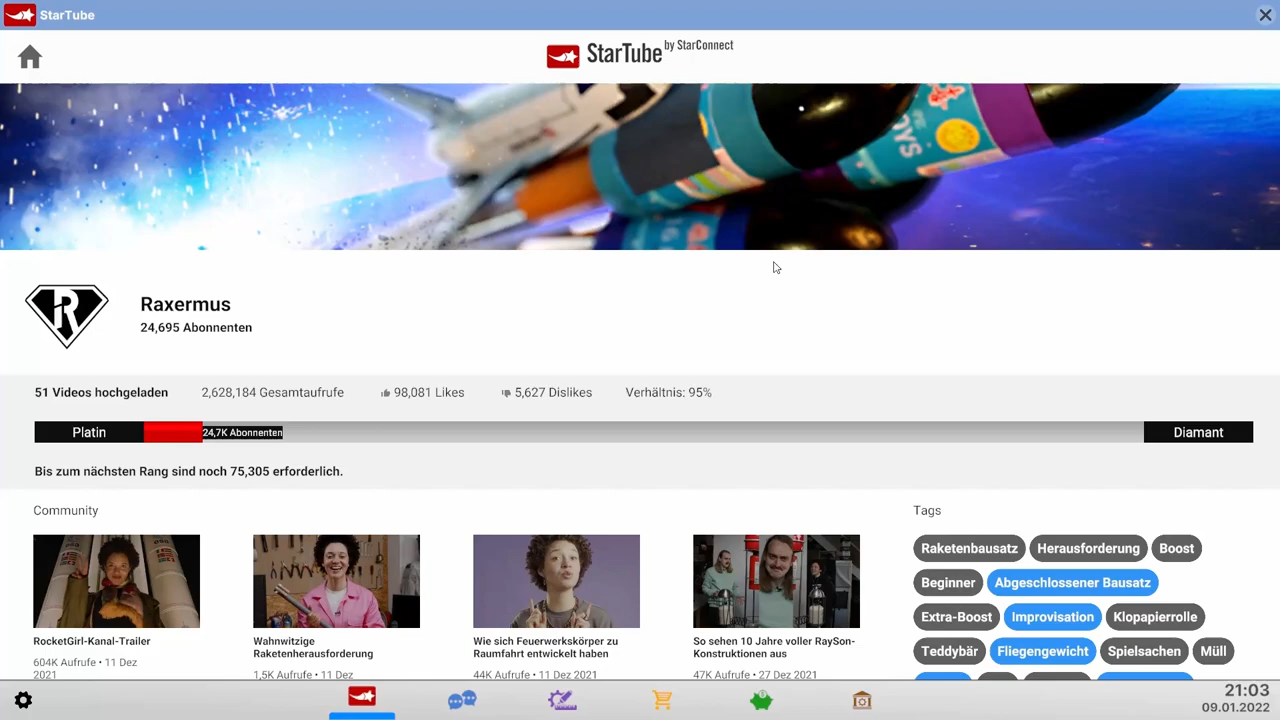 StarTube
StarTube by StarConnect
Raxermus
24,695 Abonnenten
51 Videos hochgeladen
2,628,184 Gesamtaufrufe
98,081 Likes
5,627 Dislikes
Verhältnis: 95%
Platin
24,7K Abonnenten
Diamant
Bis zum nächsten Rang sind noch 75,305 erforderlich.
Community
RocketGirl-Kanal-Trailer
604K Aufrufe • 11 Dez
2021
Wahnwitzige
Raketenherausforderung
1,5K Aufrufe • 11 Dez
Wie sich Feuerwerkskörper zu
Raumfahrt entwickelt haben
44K Aufrufe • 11 Dez 2021
So sehen 10 Jahre voller RaySon-
Konstruktionen aus
47K Aufrufe • 27 Dez 2021
Tags
Raketenbausatz Herausforderung Boost
Beginner Abgeschlossener Bausatz
Extra-Boost Improvisation Klopapierrolle
Teddybär Fliegengewicht Spielsachen Müll
21:03
09.01.2022